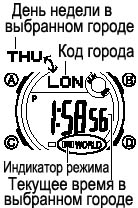 День недели в
выбранном городе
THU
Код города
LON
A
B
P
1:58 56
C
D
WORLD
Индикатор режима
Текущее время в
выбранном городе